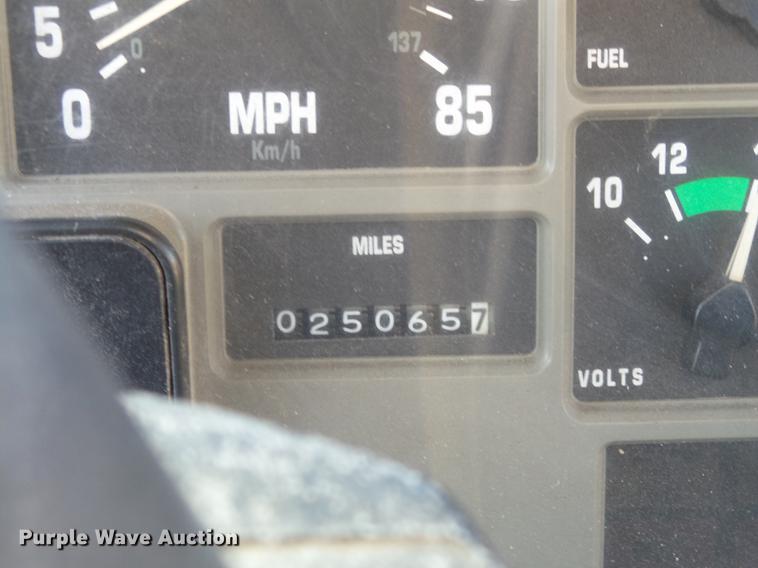 5
0
137
0
MPH
85
Km/h
FUEL
10
12
MILES
0250657
VOLTS
Purple Wave Auction